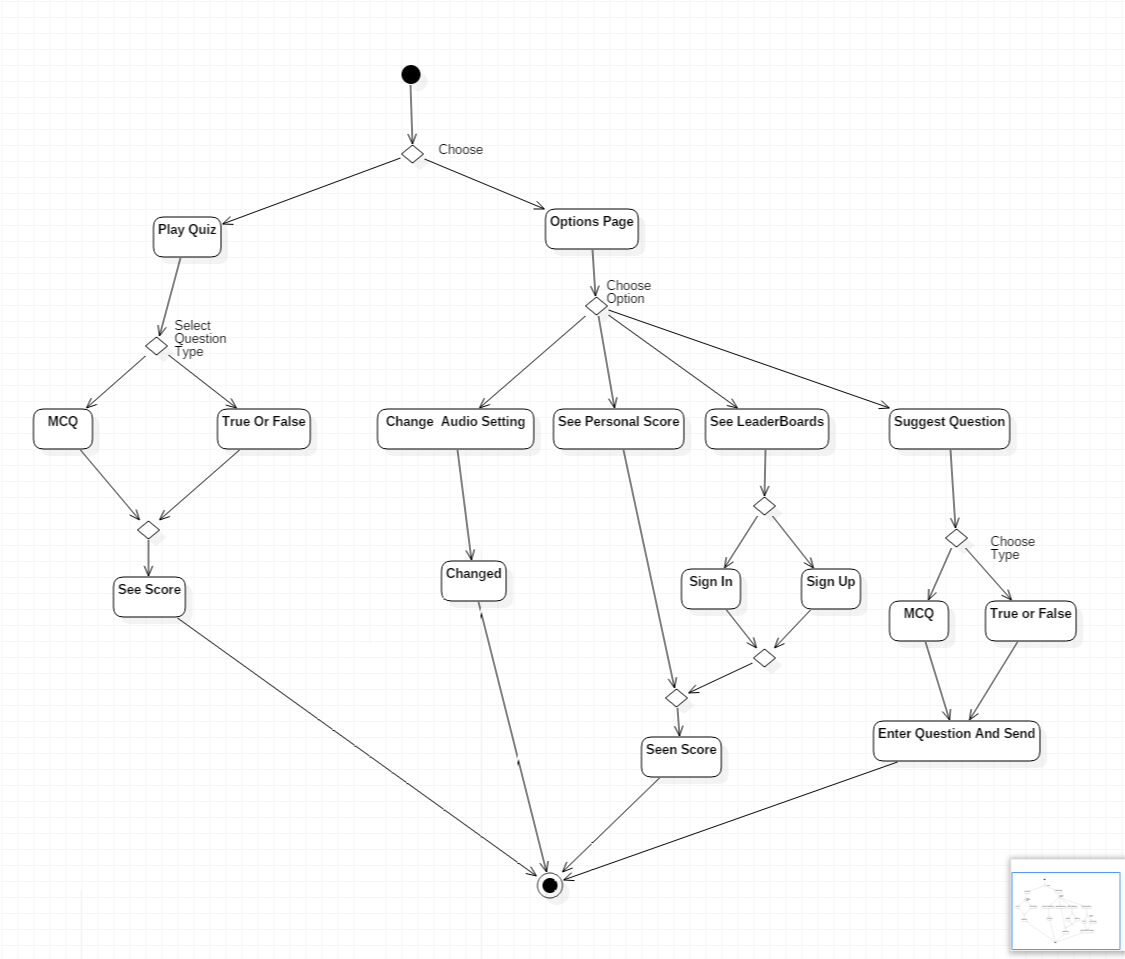 Choose
Play Quiz
Options Page
Choose
Option
Select
Question
Type
MCQ
True Or False
Change  Audio Setting
See Personal Score
See LeaderBoards
Suggest Question
Choose
Type
Changed
See Score
Sign In
Sign Up
MCQ
True or False
Seen Score
Enter Question And Send